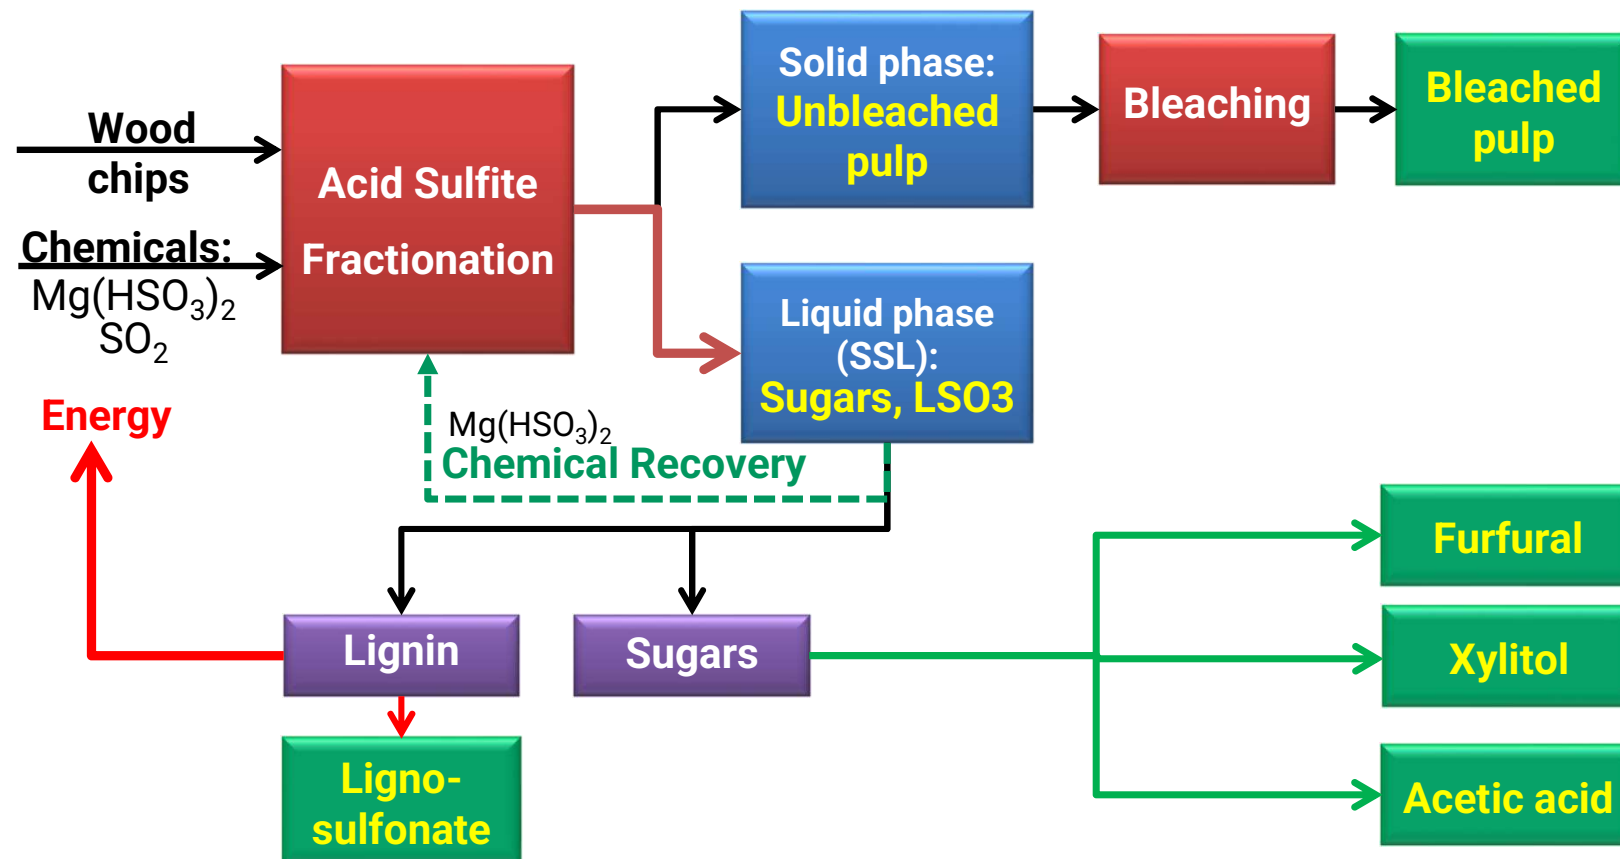 Wood
chips
Chemicals:
Mg(HSO₃)₂
SO₂
Acid Sulfite
Fractionation
Solid phase:
Unbleached
pulp
Bleaching
Bleached
pulp
Liquid phase
(SSL):
Sugars, LSO3
Mg(HSO₃)₂
Chemical Recovery
Energy
Lignin
Sugars
Ligno-
sulfonate
Furfural
Xylitol
Acetic acid